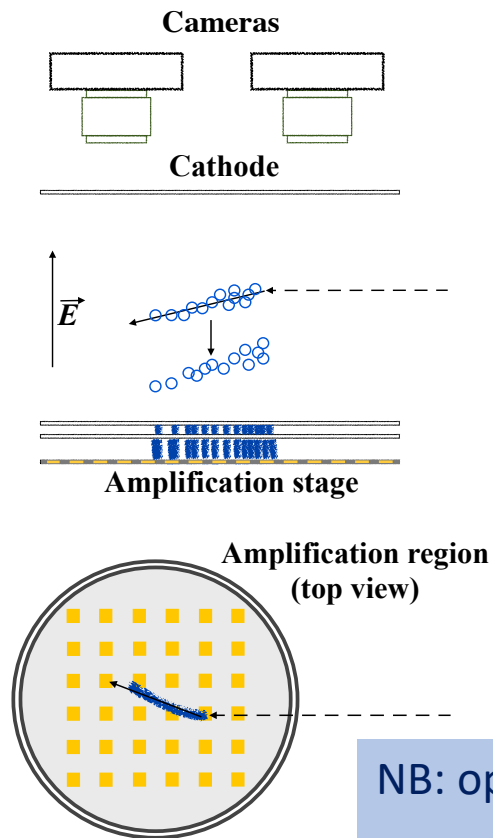 Cameras
Cathode
E
Amplification stage
Amplification region
(top view)
NB: op